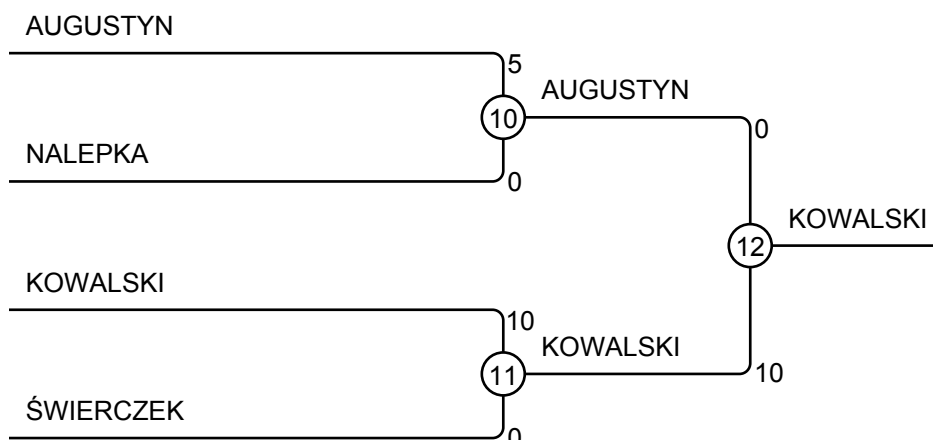 AUGUSTYN
5
10
AUGUSTYN
0
NALEPKA
0
12
KOWALSKI
KOWALSKI
10
11
KOWALSKI
10
ŚWIERCZEK
0